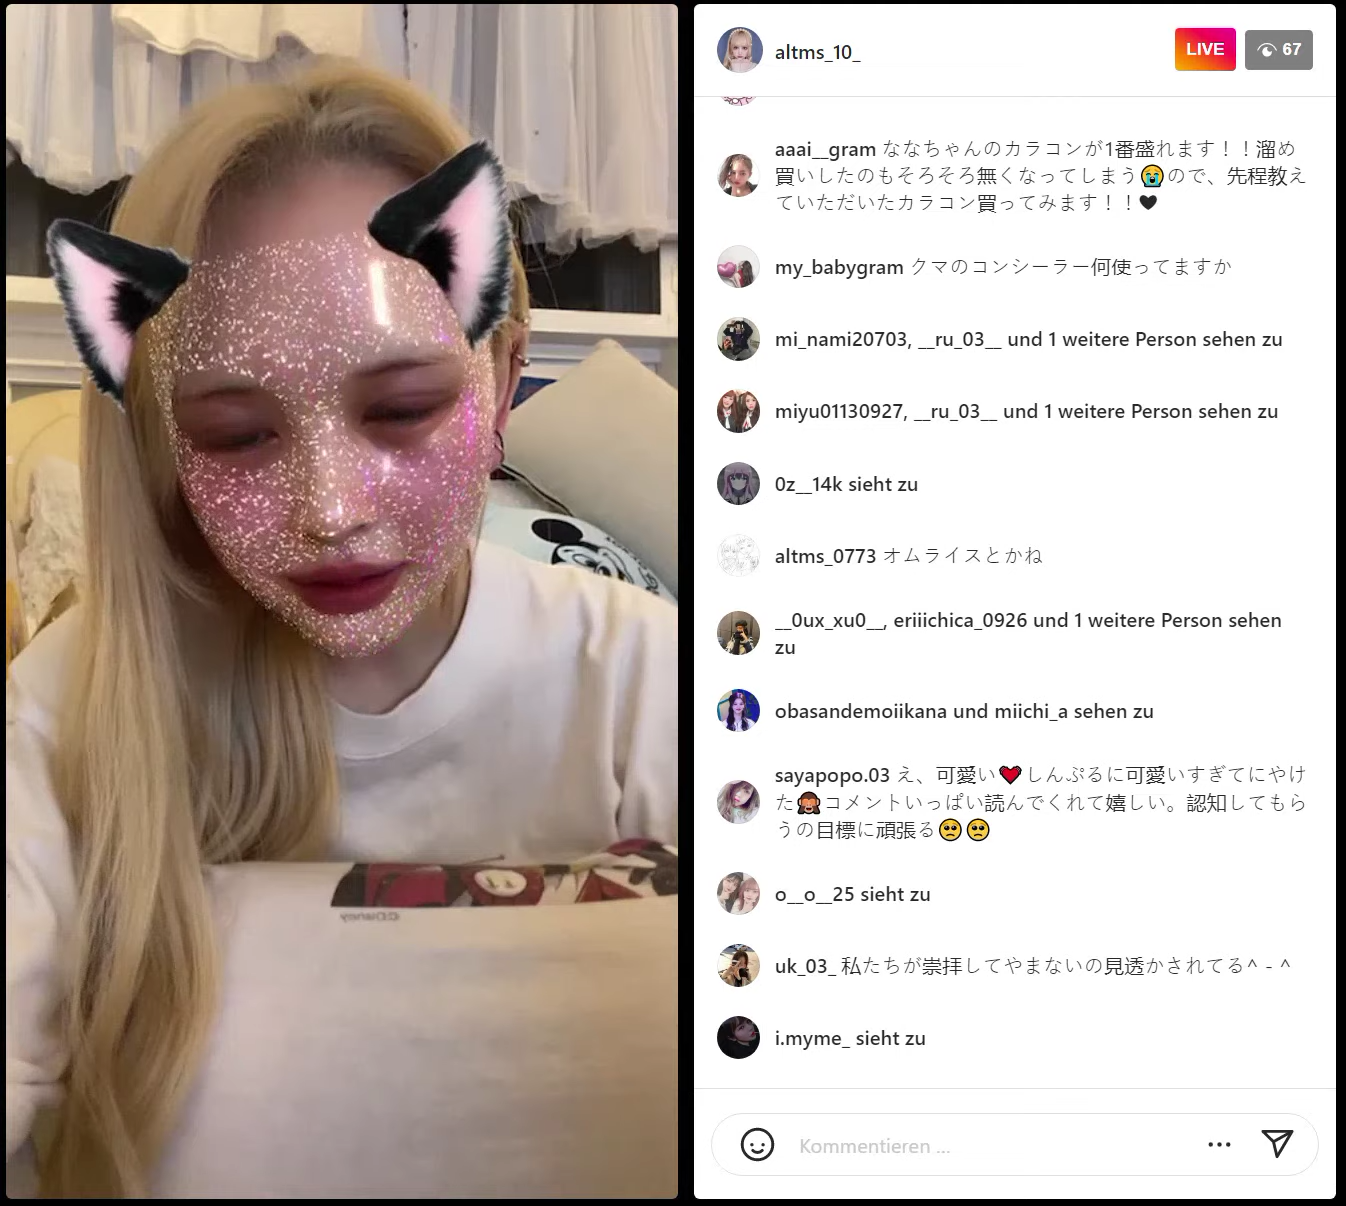 altms_10_
LIVE
67
aaai__gram ななちゃんのカラコンが1番盛れます！！溜め
買いしたのもそろそろ無くなってしまう😭ので、先程教え
ていただいたカラコン買ってみます！！🖤
my_babygram クマのコンシーラー何使ってますか
mi_nami20703, __ru_03__ und 1 weitere Person sehen zu
miyu01130927, __ru_03__ und 1 weitere Person sehen zu
0z__14k sieht zu
altms_0773 オムライスとかね
__0ux_xu0__, eriiichica_0926 und 1 weitere Person sehen
zu
obasandemoiikana und miichi_a sehen zu
sayapopo.03 え、可愛い💓しんぷるに可愛いすぎてにやけ
た🙈コメントいっぱい読んでくれて嬉しい。認知してもら
うの目標に頑張る🥺🥺
o__o__25 sieht zu
uk_03_ 私たちが崇拝してやまないの見透かされてる^ - ^
i.myme_ sieht zu
Kommentieren ...
©Disney